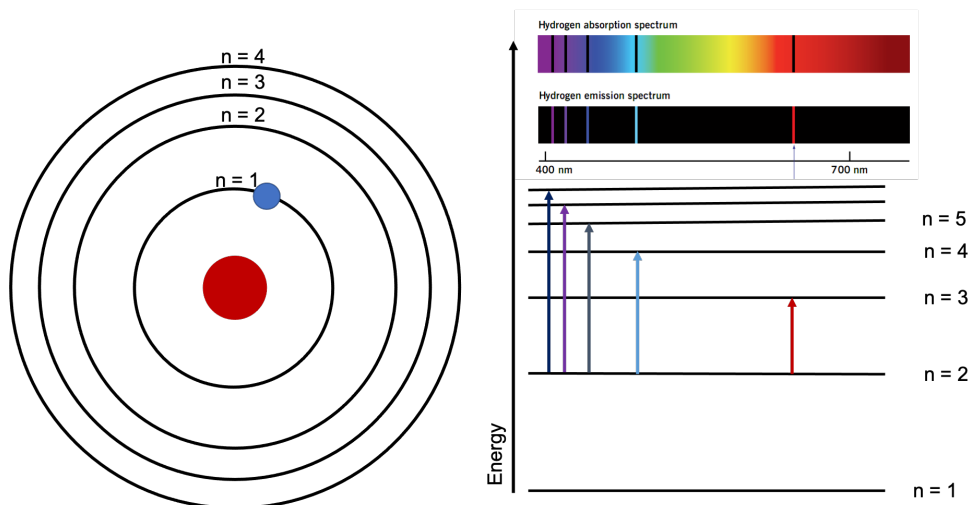 n = 4
n = 3
n = 2
n = 1
Hydrogen absorption spectrum
Hydrogen emission spectrum
400 nm 700 nm
n = 5
n = 4
n = 3
n = 2
n = 1
Energy